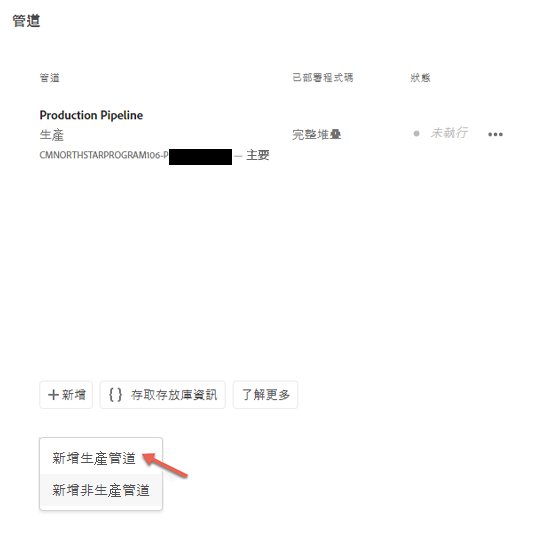 管道
管道 已部署程式碼 狀態
Production Pipeline
生產 完整堆疊 未執行
CMNORTHSTARPROGRAM106-P — 主要
新增 存取存放庫資訊 了解更多
新增生產管道
新增非生產管道